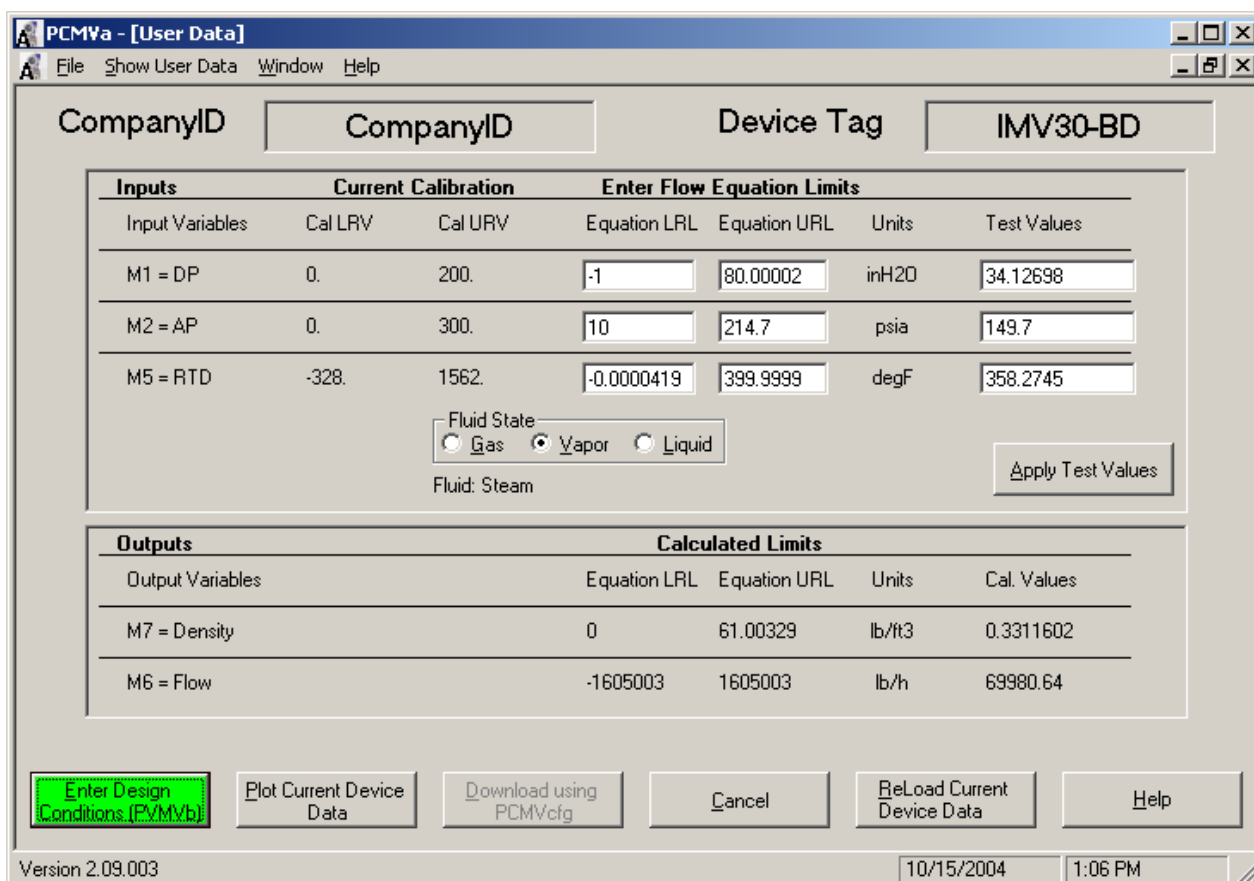 PCMVa - [User Data]
File Show User Data Window Help
CompanyID CompanyID Device Tag IMV30-BD
Inputs Current Calibration Enter Flow Equation Limits
Input Variables Cal LRV Cal URV Equation LRL Equation URL Units Test Values
M1 = DP 0. 200. -1 80.00002 inH2O 34.12698
M2 = AP 0. 300. 10 214.7 psia 149.7
M5 = RTD -328. 1562. -0.0000419 399.9999 degF 358.2745
Fluid State
Gas Vapor Liquid
Apply Test Values
Fluid: Steam
Outputs Calculated Limits
Output Variables Equation LRL Equation URL Units Cal. Values
M7 = Density 0 61.00329 lb/ft3 0.3311602
M6 = Flow -1605003 1605003 lb/h 69980.64
Enter Design Conditions (PVMVb)
Plot Current Device Data
Download using PCMVcfg
Cancel
ReLoad Current Device Data
Help
Version 2.09.003 10/15/2004 1:06 PM